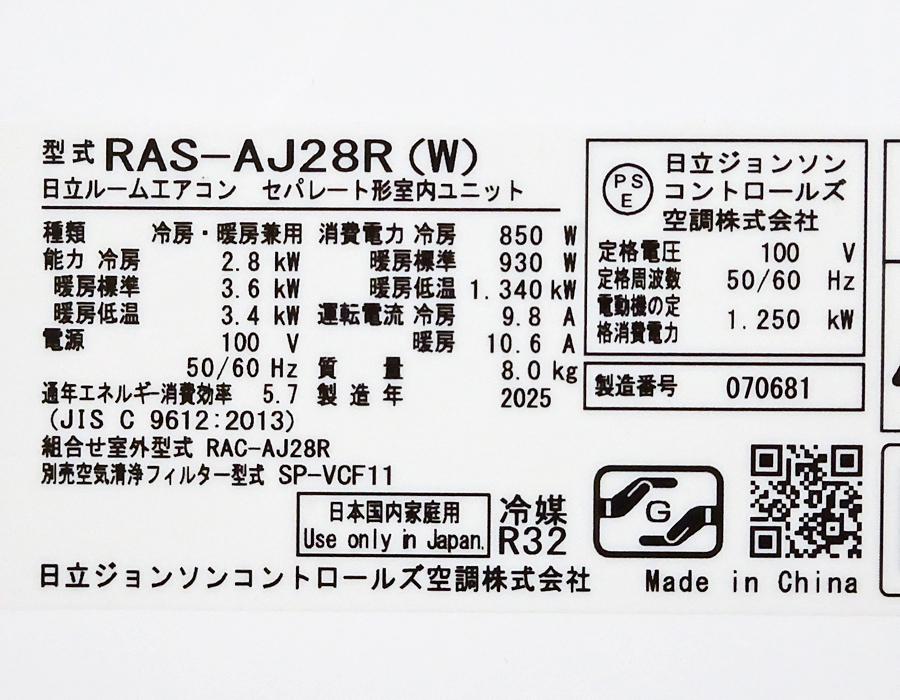 型式 RAS-AJ28R (W)
日立ルームエアコン セパレート形室内ユニット
種類 冷房・暖房兼用
能力 冷房 2.8 kW
暖房標準 3.6 kW
暖房低温 3.4 kW
電源 100 V
50/60 Hz
通年エネルギー消費効率 5.7
(JIS C 9612:2013)
消費電力 冷房 850 W
暖房標準 930 W
暖房低温 1.340 kW
運転電流 冷房 9.8 A
暖房 10.6 A
質量 8.0 kg
製造年 2025
組合せ室外型式 RAC-AJ28R
別売空気清浄フィルター型式 SP-VCF11
日本国内家庭用
Use only in Japan.
冷媒
R32
日立ジョンソンコントロールズ空調株式会社
PS
E
日立ジョンソン
コントロールズ
空調株式会社
定格電圧 100 V
定格周波数 50/60 Hz
電動機の定
格消費電力 1.250 kW
製造番号 070681
G
Made in China